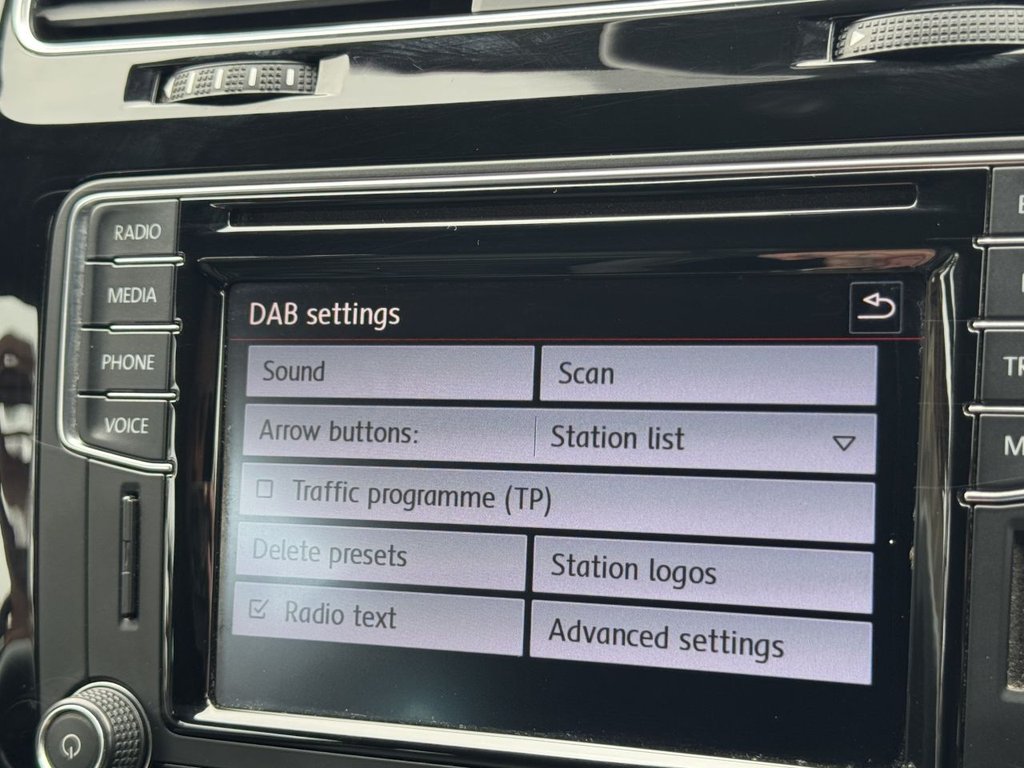 RADIO
MEDIA
PHONE
VOICE
DAB settings
Sound
Scan
Arrow buttons:
Station list
Traffic programme (TP)
Delete presets
Station logos
Radio text
Advanced settings